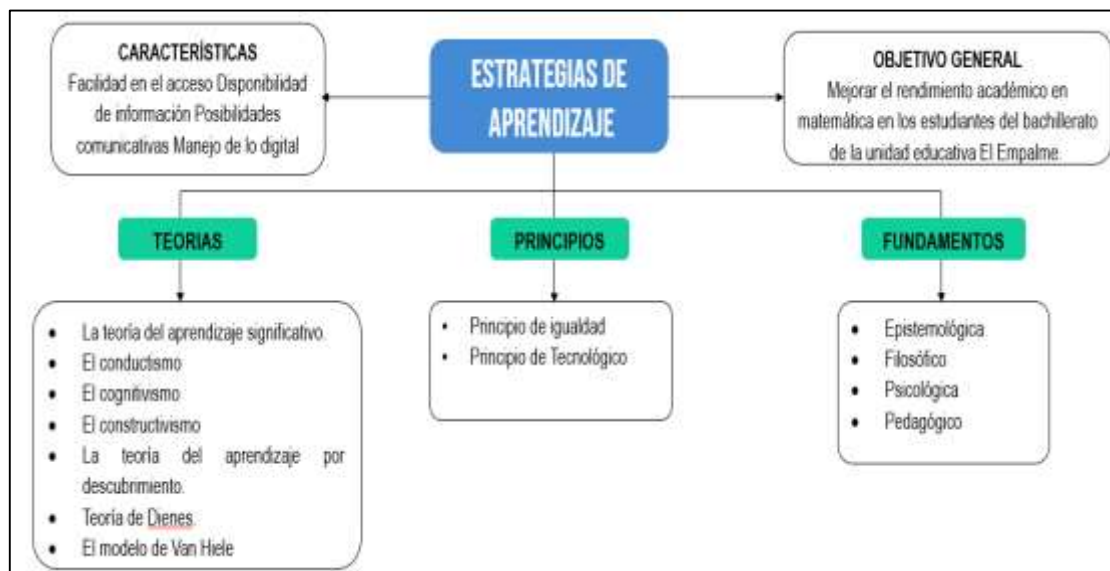 CARACTERÍSTICAS
Facilidad en el acceso Disponibilidad
de información Posibilidades
comunicativas Manejo de lo digital
ESTRATEGIAS DE
APRENDIZAJE
OBJETIVO GENERAL
Mejorar el rendimiento académico en
matemática en los estudiantes del bachillerato
de la unidad educativa El Empalme.
TEORIAS
PRINCIPIOS
FUNDAMENTOS
• La teoría del aprendizaje significativo.
• El conductismo
• El cognitivismo
• El constructivismo
• La teoría del aprendizaje por
descubrimiento.
• Teoría de Dienes.
• El modelo de Van Hiele
• Principio de igualdad
• Principio de Tecnológico
• Epistemológica
• Filosófico
• Psicológica
• Pedagógico